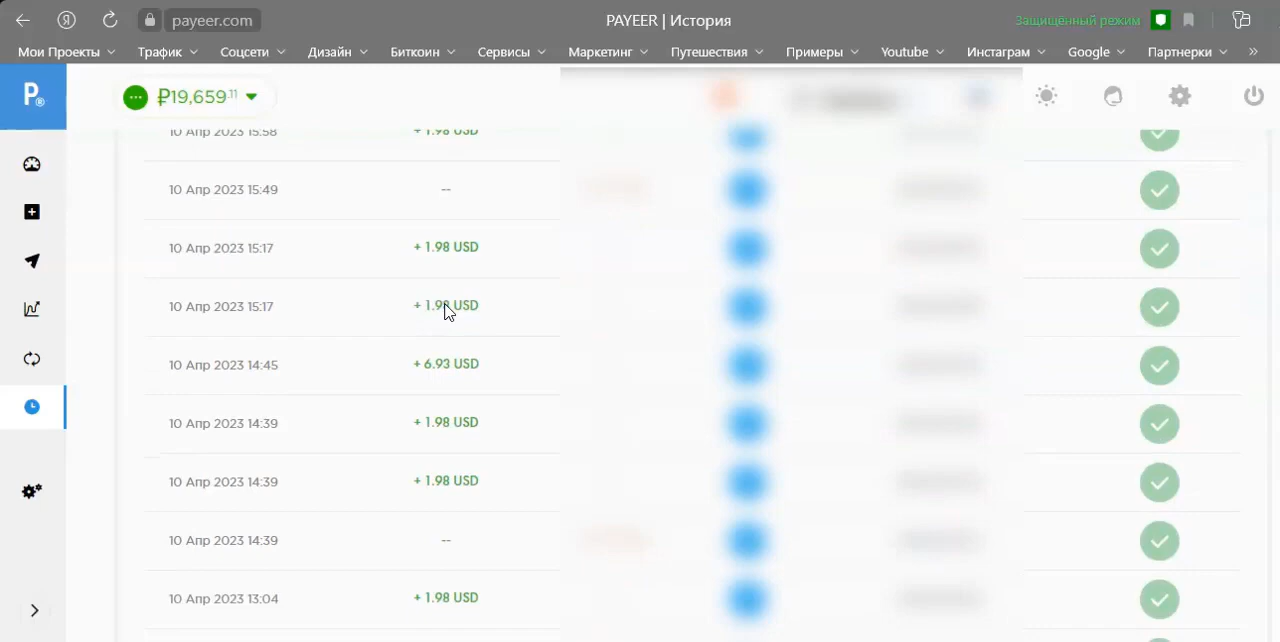 payeer.com
PAYEER | История
Защищённый режим
Мои Проекты Трафик Соцсети Дизайн Биткоин Сервисы Маркетинг Путешествия Примеры Youtube Инстаграм Google Партнерки »
P®
₽19,659.11
10 Апр 2023 15:58 + 1.98 USD
10 Апр 2023 15:49 --
10 Апр 2023 15:17 + 1.98 USD
10 Апр 2023 15:17 + 1.98 USD
10 Апр 2023 14:45 + 6.93 USD
10 Апр 2023 14:39 + 1.98 USD
10 Апр 2023 14:39 + 1.98 USD
10 Апр 2023 14:39 --
10 Апр 2023 13:04 + 1.98 USD